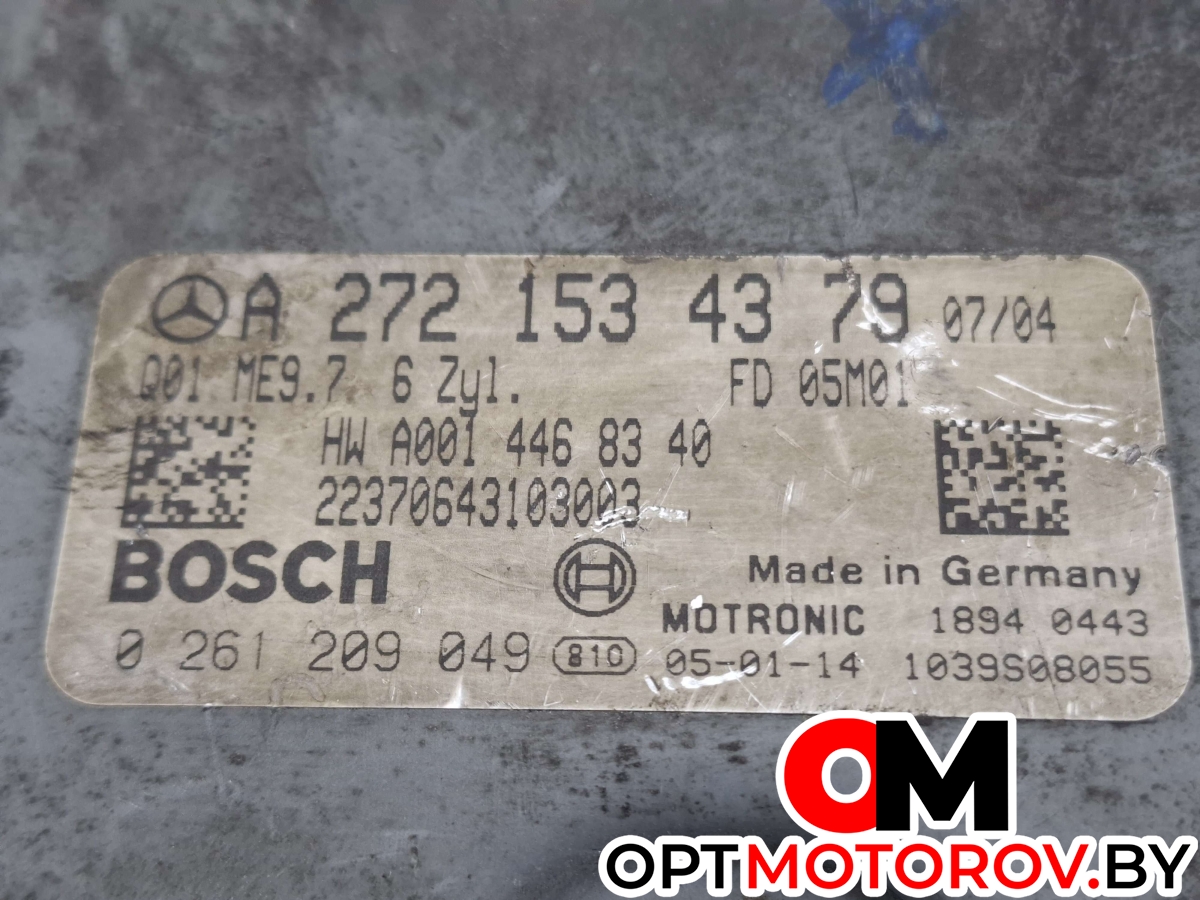 A 272 153 43 79 07/04
Q01 ME9.7 6 Zyl. FD 05M01
HW A001 446 83 40
22370643103003
BOSCH
Made in Germany
MOTRONIC 1894 0443
0 261 209 049 810 05-01-14 1039S08055
OM
OPTMOTOROV.BY